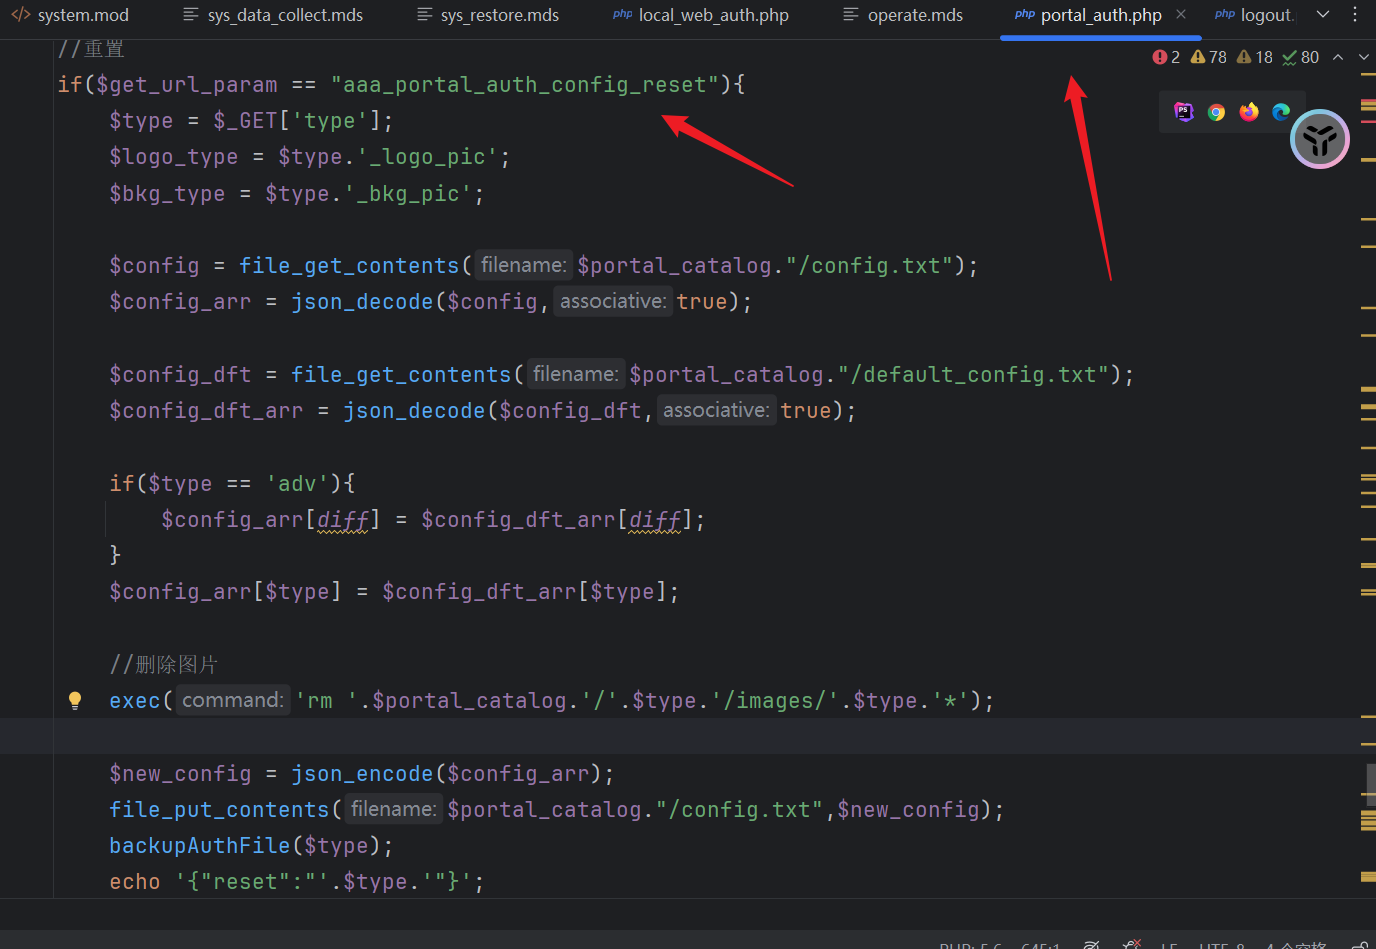 system.mod sys_data_collect.mds sys_restore.mds php local_web_auth.php operate.mds php portal_auth.php php logout.
//重置
2 78 18 80
if($get_url_param == "aaa_portal_auth_config_reset"){
$type = $_GET['type'];
$logo_type = $type.'_logo_pic';
$bkg_type = $type.'_bkg_pic';
$config = file_get_contents( filename: $portal_catalog."/config.txt");
$config_arr = json_decode($config, associative: true);
$config_dft = file_get_contents( filename: $portal_catalog."/default_config.txt");
$config_dft_arr = json_decode($config_dft, associative: true);
if($type == 'adv'){
$config_arr[diff] = $config_dft_arr[diff];
}
$config_arr[$type] = $config_dft_arr[$type];
//删除图片
exec( command: 'rm '.$portal_catalog.'/'.$type.'/images/'.$type.'*');
$new_config = json_encode($config_arr);
file_put_contents( filename: $portal_catalog."/config.txt",$new_config);
backupAuthFile($type);
echo '{"reset":"'.$type.'"}';
PHP: 5.6 645:1 LF UTF-8 4 个空格